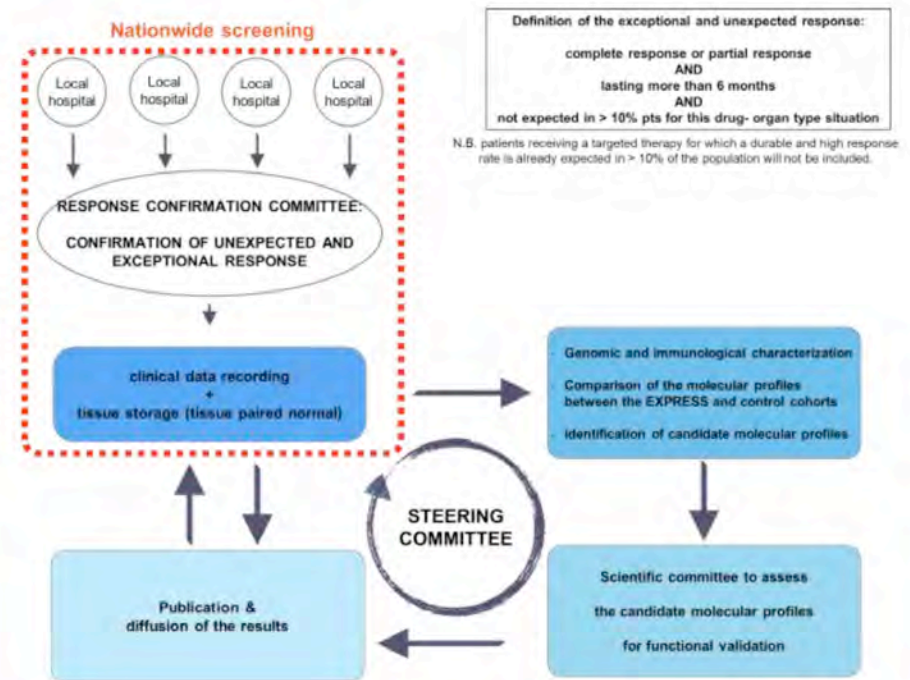 Nationwide screening
Local
hospital
Local
hospital
Local
hospital
Local
hospital
RESPONSE CONFIRMATION COMMITTEE:
CONFIRMATION OF UNEXPECTED AND
EXCEPTIONAL RESPONSE
clinical data recording
+
tissue storage (tissue paired normal)
Definition of the exceptional and unexpected response:
complete response or partial response
AND
lasting more than 6 months
AND
not expected in > 10% pts for this drug- organ type situation
N.B. patients receiving a targeted therapy for which a durable and high response
rate is already expected in > 10% of the population will not be included.
- Genomic and immunological characterization
- Comparison of the molecular profiles
between the EXPRESS and control cohorts
- identification of candidate molecular profiles
STEERING
COMMITTEE
Scientific committee to assess
the candidate molecular profiles
for functional validation
Publication &
diffusion of the results